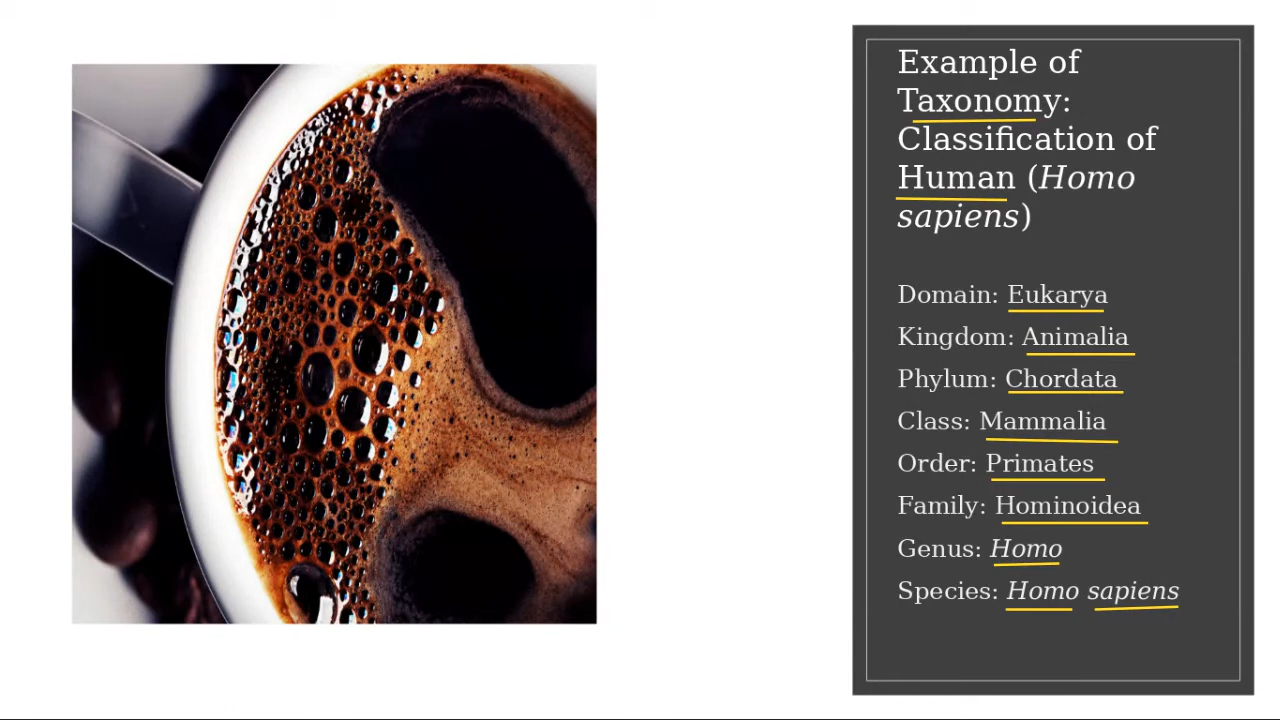 Example of
Taxonomy:
Classification of
Human (Homo
sapiens)
Domain: Eukarya
Kingdom: Animalia
Phylum: Chordata
Class: Mammalia
Order: Primates
Family: Hominoidea
Genus: Homo
Species: Homo sapiens